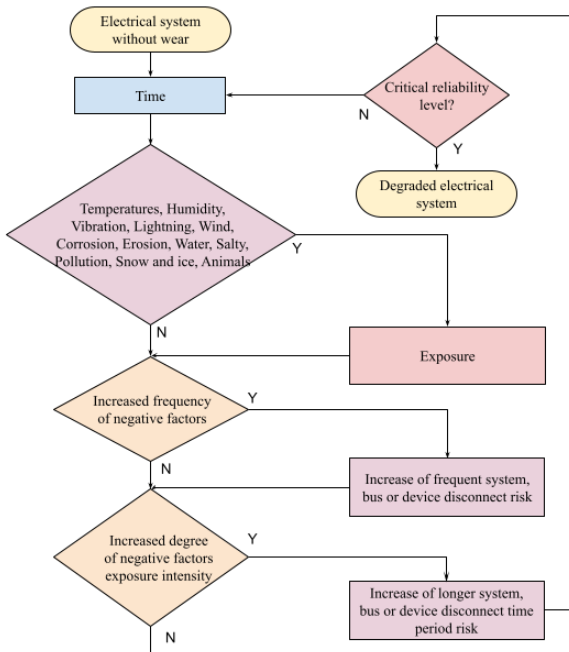 Electrical system
without wear
Time
Critical reliability
level?
N
Y
Degraded electrical
system
Temperatures, Humidity,
Vibration, Lightning, Wind,
Corrosion, Erosion, Water, Salty,
Pollution, Snow and ice, Animals
Y
N
Exposure
Increased frequency
of negative factors
Y
N
Increase of frequent system,
bus or device disconnect risk
Increased degree
of negative factors
exposure intensity
Y
N
Increase of longer system,
bus or device disconnect time
period risk